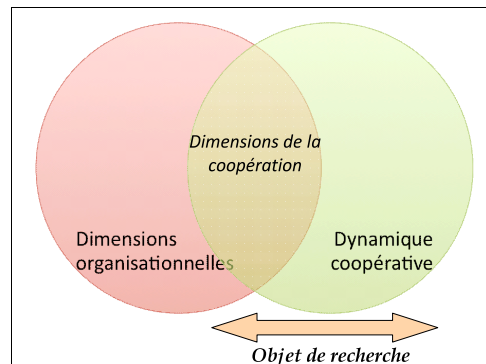 Dimensions de la
coopération
Dimensions
organisationnelles
Dynamique
coopérative
Objet de recherche